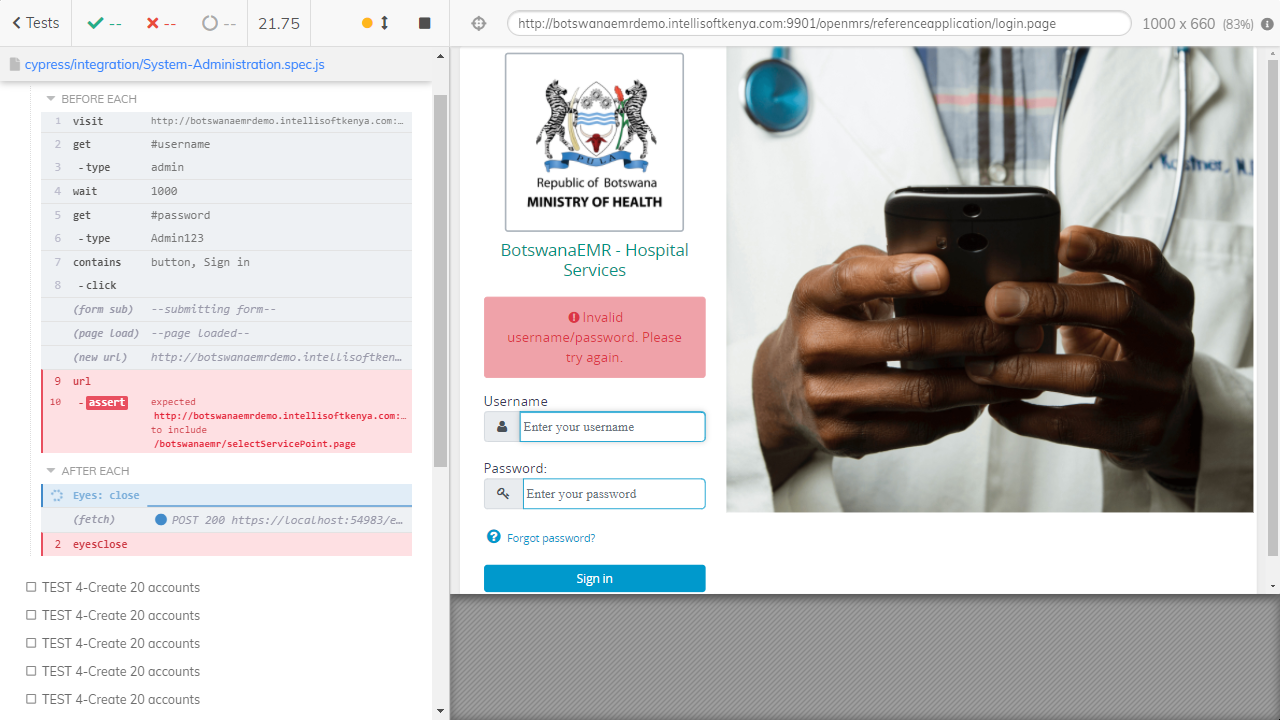 Tests
--
--
--
21.75
http://botswanaemrdemo.intellisoftkenya.com:9901/openmrs/referenceapplication/login.page
1000 x 660 (83%)
cypress/integration/System-Administration.spec.js
BEFORE EACH
1 visit http://botswanaemrdemo.intellisoftkenya.com:…
2 get #username
3 -type admin
4 wait 1000
5 get #password
6 -type Admin123
7 contains button, Sign in
8 -click
(form sub) --submitting form--
(page load) --page loaded--
(new url) http://botswanaemrdemo.intellisoftken…
9 url
10 -assert expected
http://botswanaemrdemo.intellisoftkenya.com:…
to include
/botswanaemr/selectServicePoint.page
AFTER EACH
Eyes: close
(fetch) POST 200 https://localhost:54983/e…
2 eyesClose
TEST 4-Create 20 accounts
TEST 4-Create 20 accounts
TEST 4-Create 20 accounts
TEST 4-Create 20 accounts
TEST 4-Create 20 accounts
PULA
Republic of Botswana
MINISTRY OF HEALTH
BotswanaEMR - Hospital
Services
Invalid
username/password. Please
try again.
Username
Enter your username
Password:
Enter your password
Forgot password?
Sign in